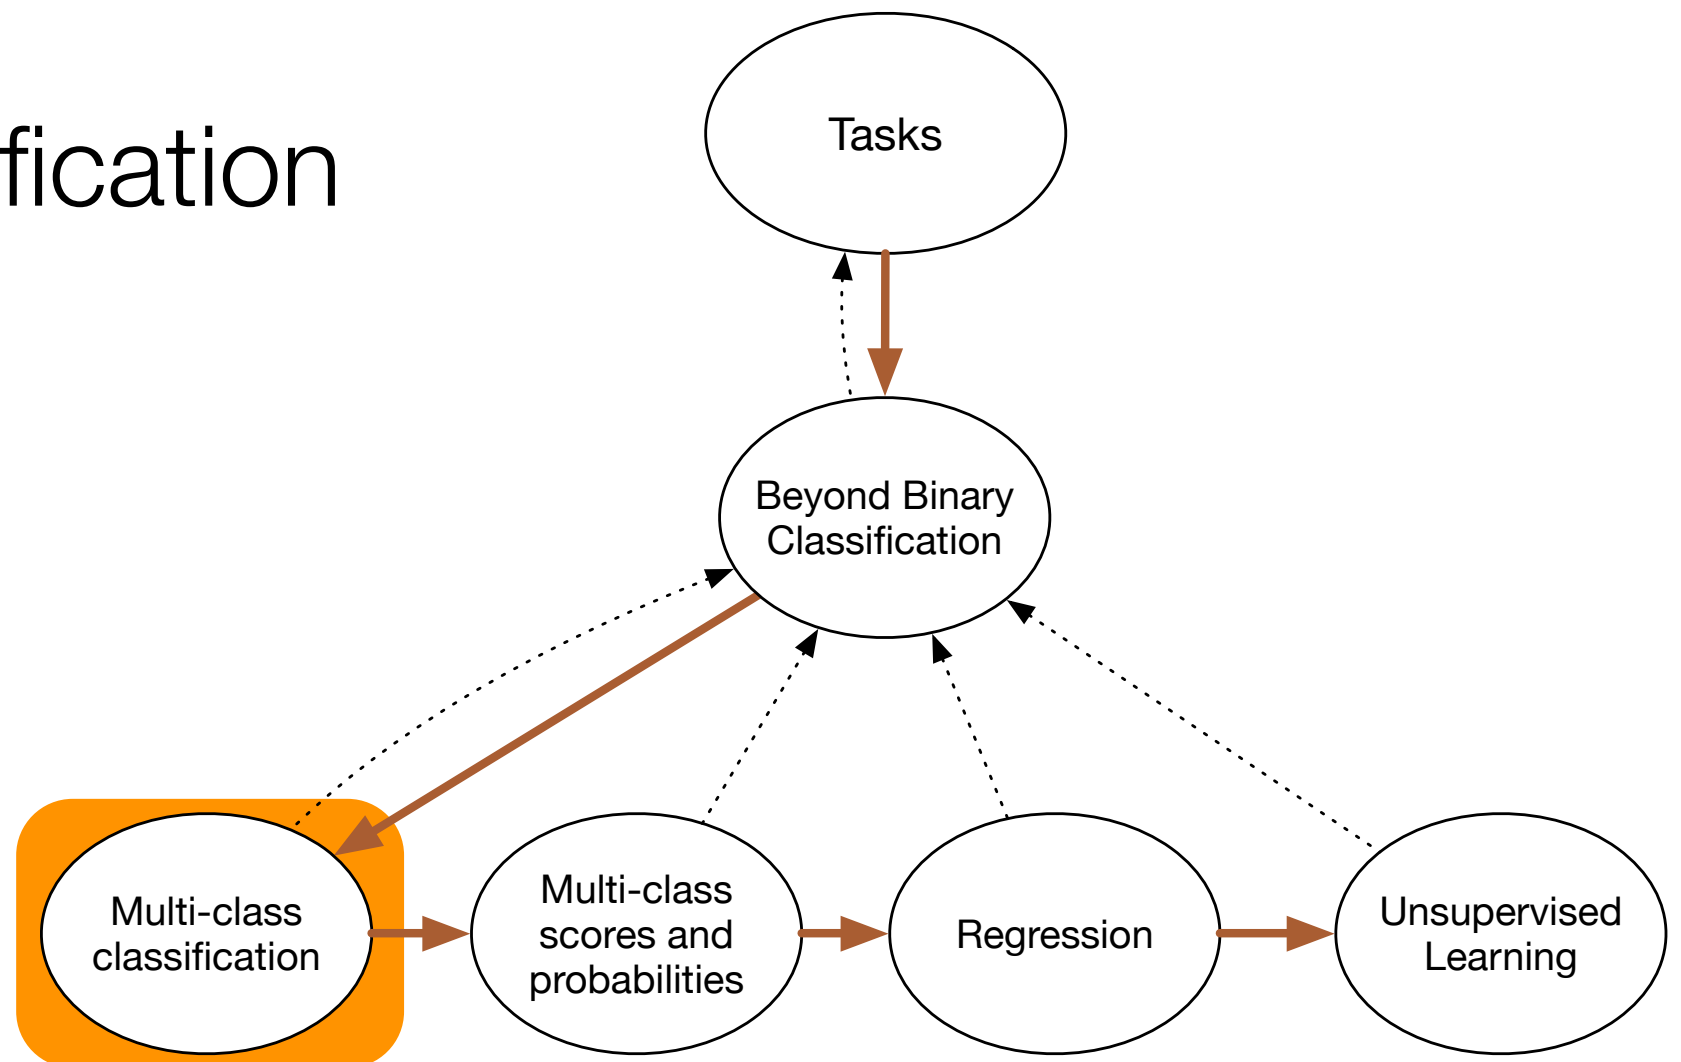 fication
Tasks
Beyond Binary
Classification
Multi-class
classification
Multi-class
scores and
probabilities
Regression
Unsupervised
Learning